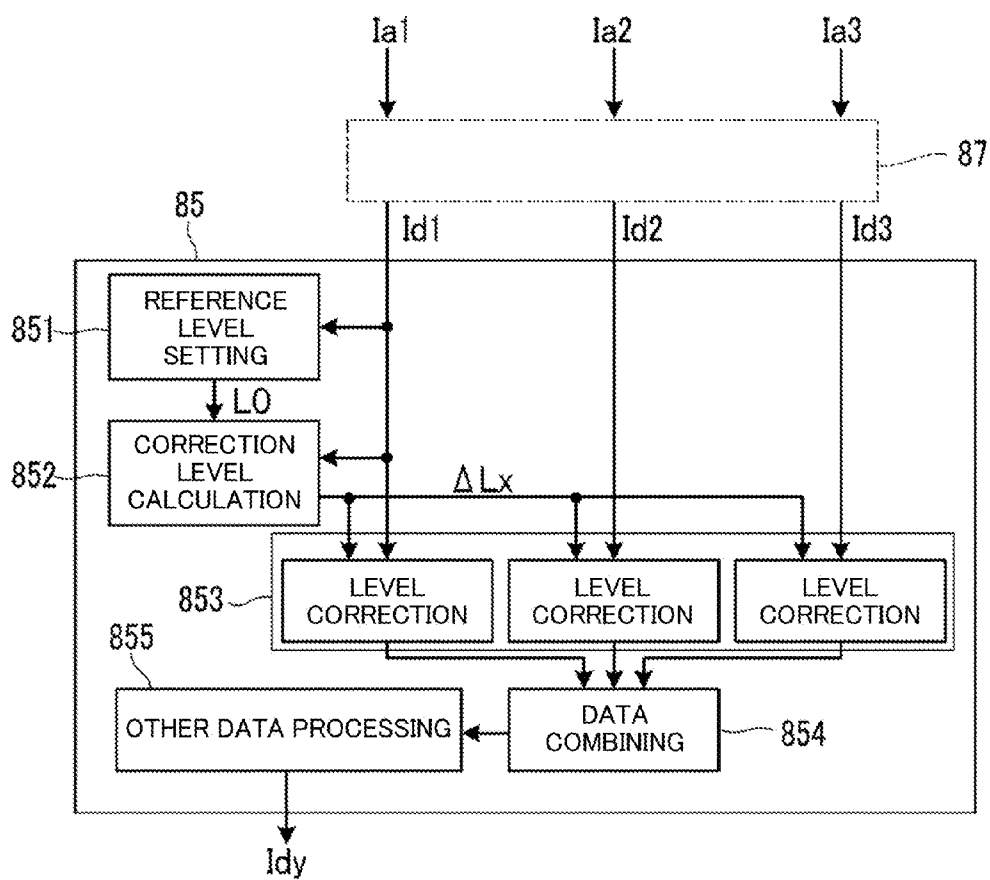 Ia1 Ia2 Ia3
87
85
Id1 Id2 Id3
851
REFERENCE
LEVEL
SETTING
L0
852
CORRECTION
LEVEL
CALCULATION
ΔLx
853
LEVEL
CORRECTION
LEVEL
CORRECTION
LEVEL
CORRECTION
855
OTHER DATA PROCESSING
DATA
COMBINING
854
Idy